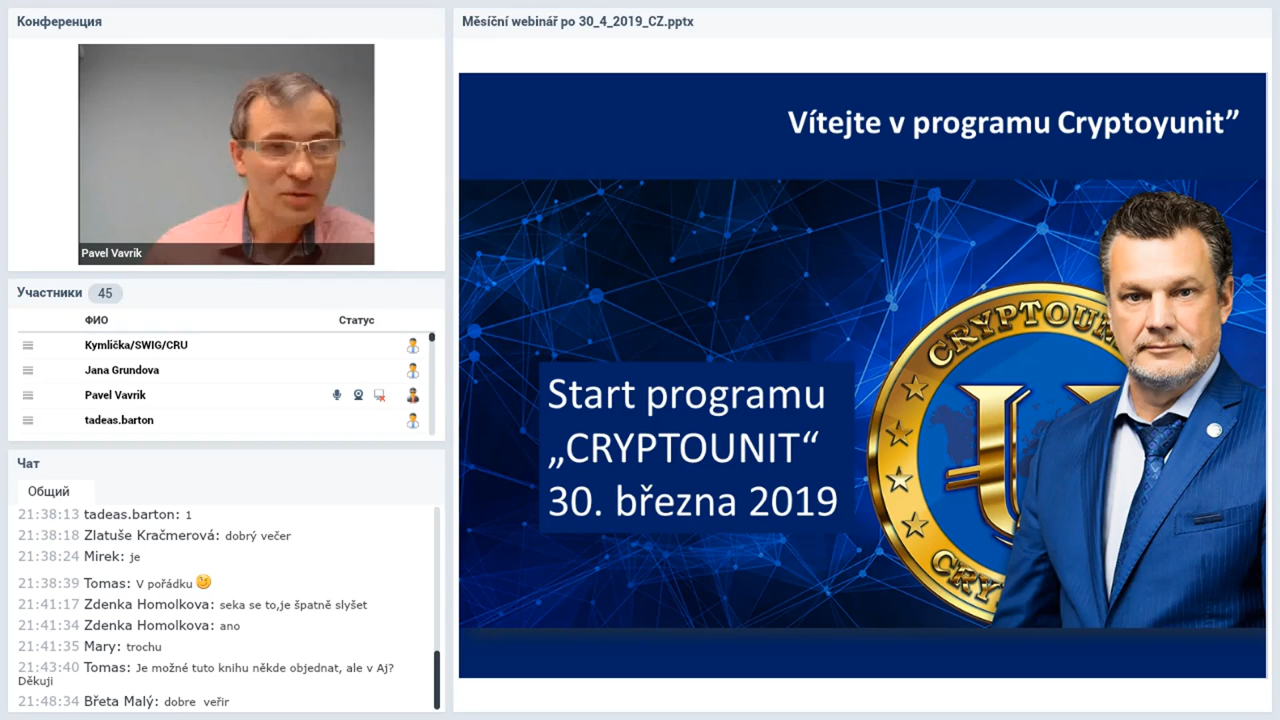 Конференция
Pavel Vavrik
Участники 45
ФИО Статус
Kymlička/SWIG/CRU
Jana Grundova
Pavel Vavrik
tadeas.barton
Чат
Общий
21:38:13 tadeas.barton: 1
21:38:18 Zlatuše Kračmerová: dobrý večer
21:38:24 Mirek: je
21:38:39 Tomas: V pořádku
21:41:17 Zdenka Homolkova: seka se to,je špatně slyšet
21:41:34 Zdenka Homolkova: ano
21:41:35 Mary: trochu
21:43:40 Tomas: Je možné tuto knihu někde objednat, ale v Aj?
Děkuji
21:48:34 Břeta Malý: dobre veřir
Měsíční webinář po 30_4_2019_CZ.pptx
Vítejte v programu Cryptoyunit”
Start programu
„CRYPTOUNIT“
30. března 2019